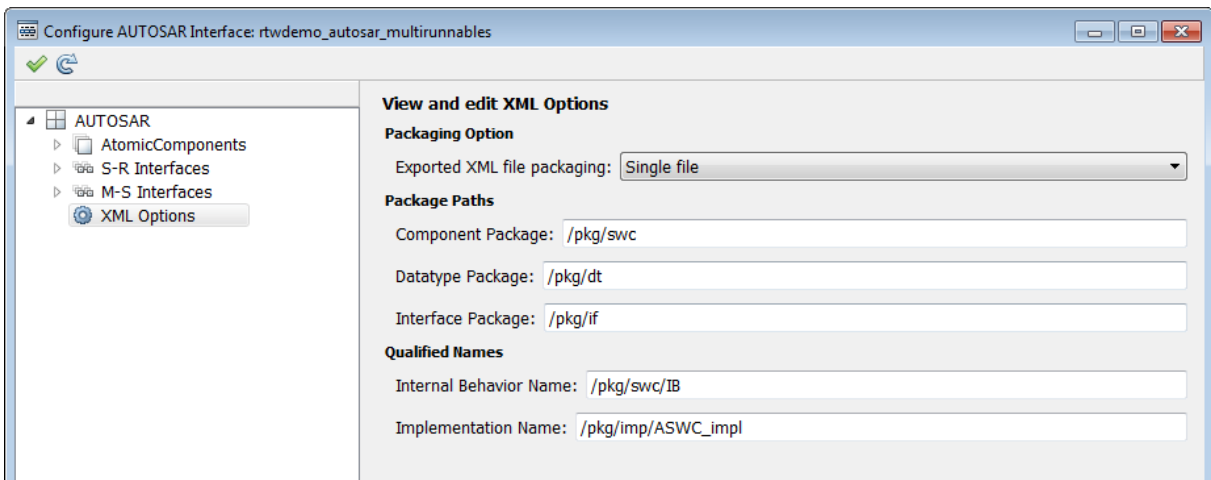 Configure AUTOSAR Interface: rtwdemo_autosar_multirunnables
AUTOSAR
AtomicComponents
S-R Interfaces
M-S Interfaces
XML Options
View and edit XML Options
Packaging Option
Exported XML file packaging: Single file
Package Paths
Component Package: /pkg/swc
Datatype Package: /pkg/dt
Interface Package: /pkg/if
Qualified Names
Internal Behavior Name: /pkg/swc/IB
Implementation Name: /pkg/imp/ASWC_impl